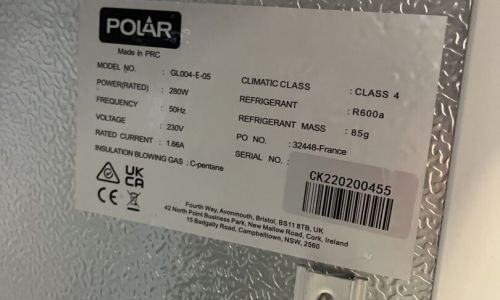 POLAR
Made in PRC
MODEL NO. : GL004-E-05
POWER(RATED) : 280W
FREQUENCY : 50Hz
VOLTAGE : 230V
RATED CURRENT : 1.66A
INSULATION BLOWING GAS : C-pentane
CLIMATIC CLASS : CLASS 4
REFRIGERANT : R600a
REFRIGERANT MASS : 85g
PO NO. : 32448-France
SERIAL NO. :
CK220200455
UK
CA
CE
Fourth Way, Avonmouth, Bristol, BS11 8TB, UK
42 North Point Business Park, New Mallow Road, Cork. Ireland
15 Badgally Road, Campbelltown, NSW, 2560